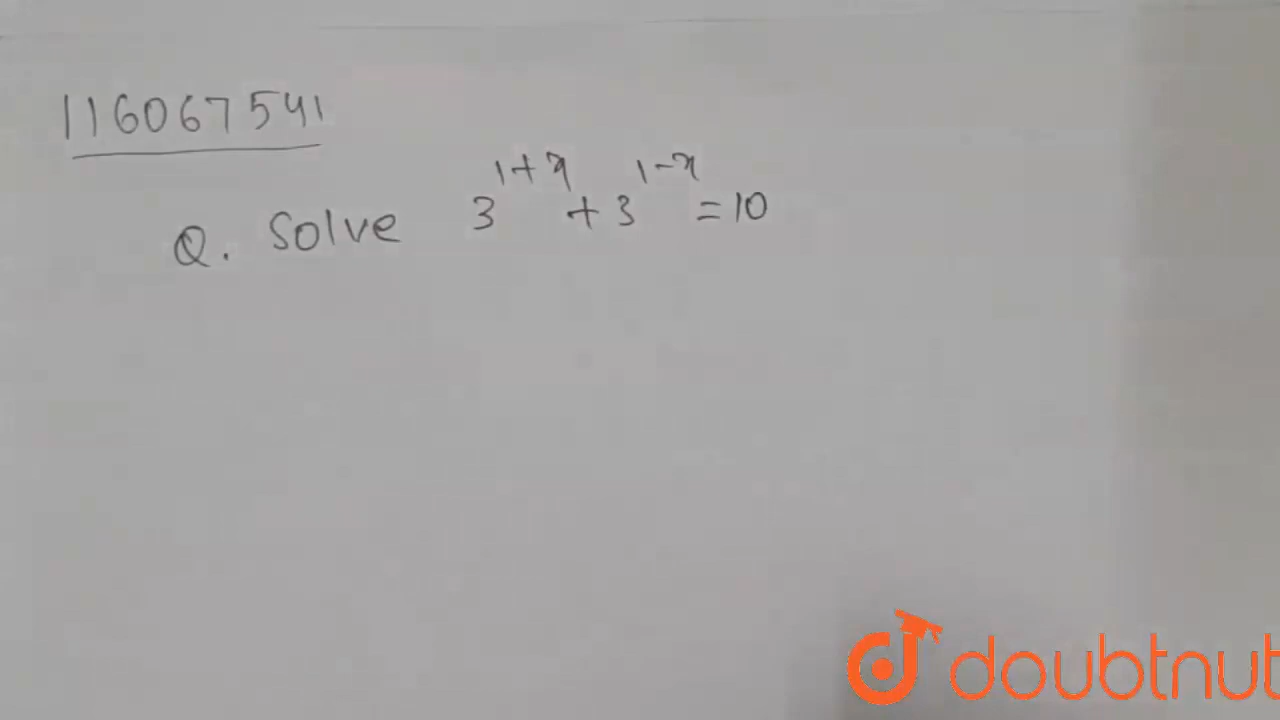 116067541
Q. Solve 3^{1+x} + 3^{1-x} = 10
doubtnut